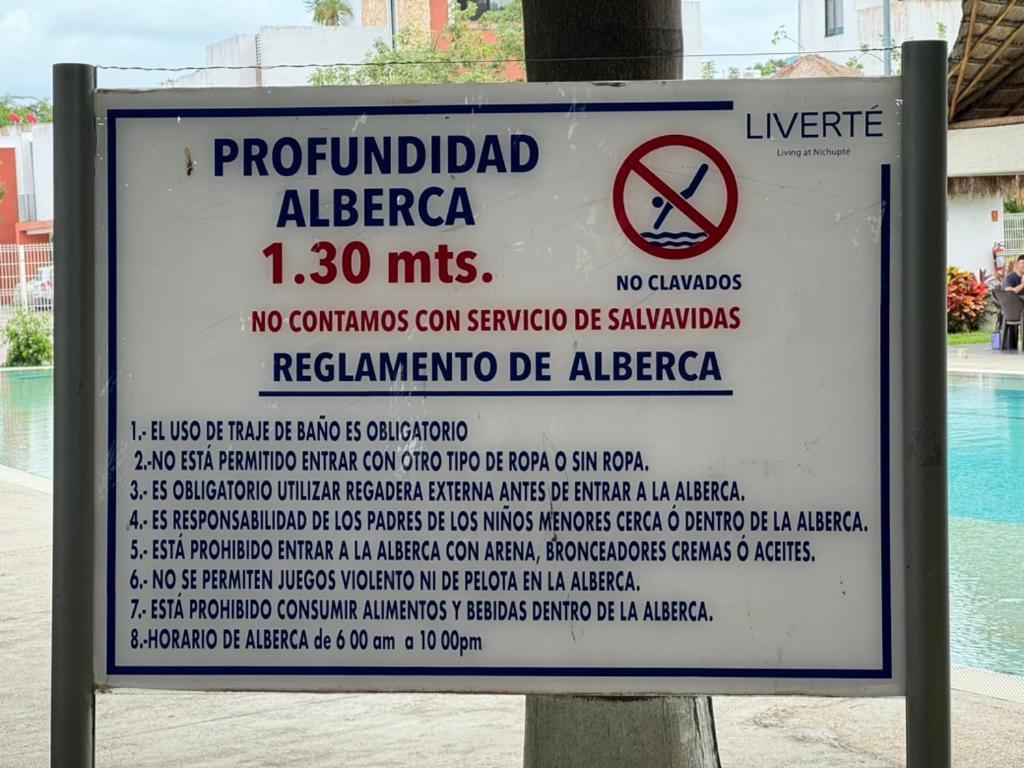 PROFUNDIDAD
ALBERCA
1.30 mts.
LIVERTÉ
Living at Nichupté
NO CLAVADOS
NO CONTAMOS CON SERVICIO DE SALVAVIDAS
REGLAMENTO DE ALBERCA
1.- EL USO DE TRAJE DE BAÑO ES OBLIGATORIO
2.-NO ESTÁ PERMITIDO ENTRAR CON OTRO TIPO DE ROPA O SIN ROPA.
3.- ES OBLIGATORIO UTILIZAR REGADERA EXTERNA ANTES DE ENTRAR A LA ALBERCA.
4.- ES RESPONSABILIDAD DE LOS PADRES DE LOS NIÑOS MENORES CERCA Ó DENTRO DE LA ALBERCA.
5.- ESTÁ PROHIBIDO ENTRAR A LA ALBERCA CON ARENA, BRONCEADORES CREMAS Ó ACEITES.
6.- NO SE PERMITEN JUEGOS VIOLENTO NI DE PELOTA EN LA ALBERCA.
7.- ESTÁ PROHIBIDO CONSUMIR ALIMENTOS Y BEBIDAS DENTRO DE LA ALBERCA.
8.-HORARIO DE ALBERCA de 6 00 am a 10 00pm